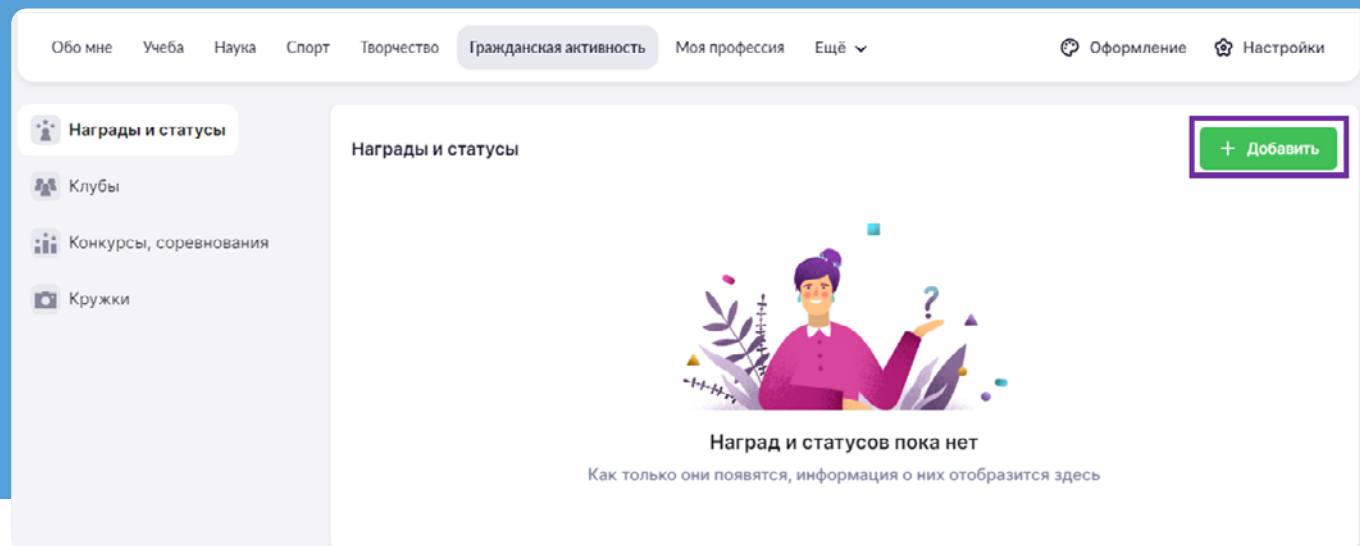 Обо мне Учеба Наука Спорт Творчество Гражданская активность Моя профессия Ещё Оформление Настройки
Награды и статусы
Клубы
Конкурсы, соревнования
Кружки
Награды и статусы
+ Добавить
?
Наград и статусов пока нет
Как только они появятся, информация о них отобразится здесь